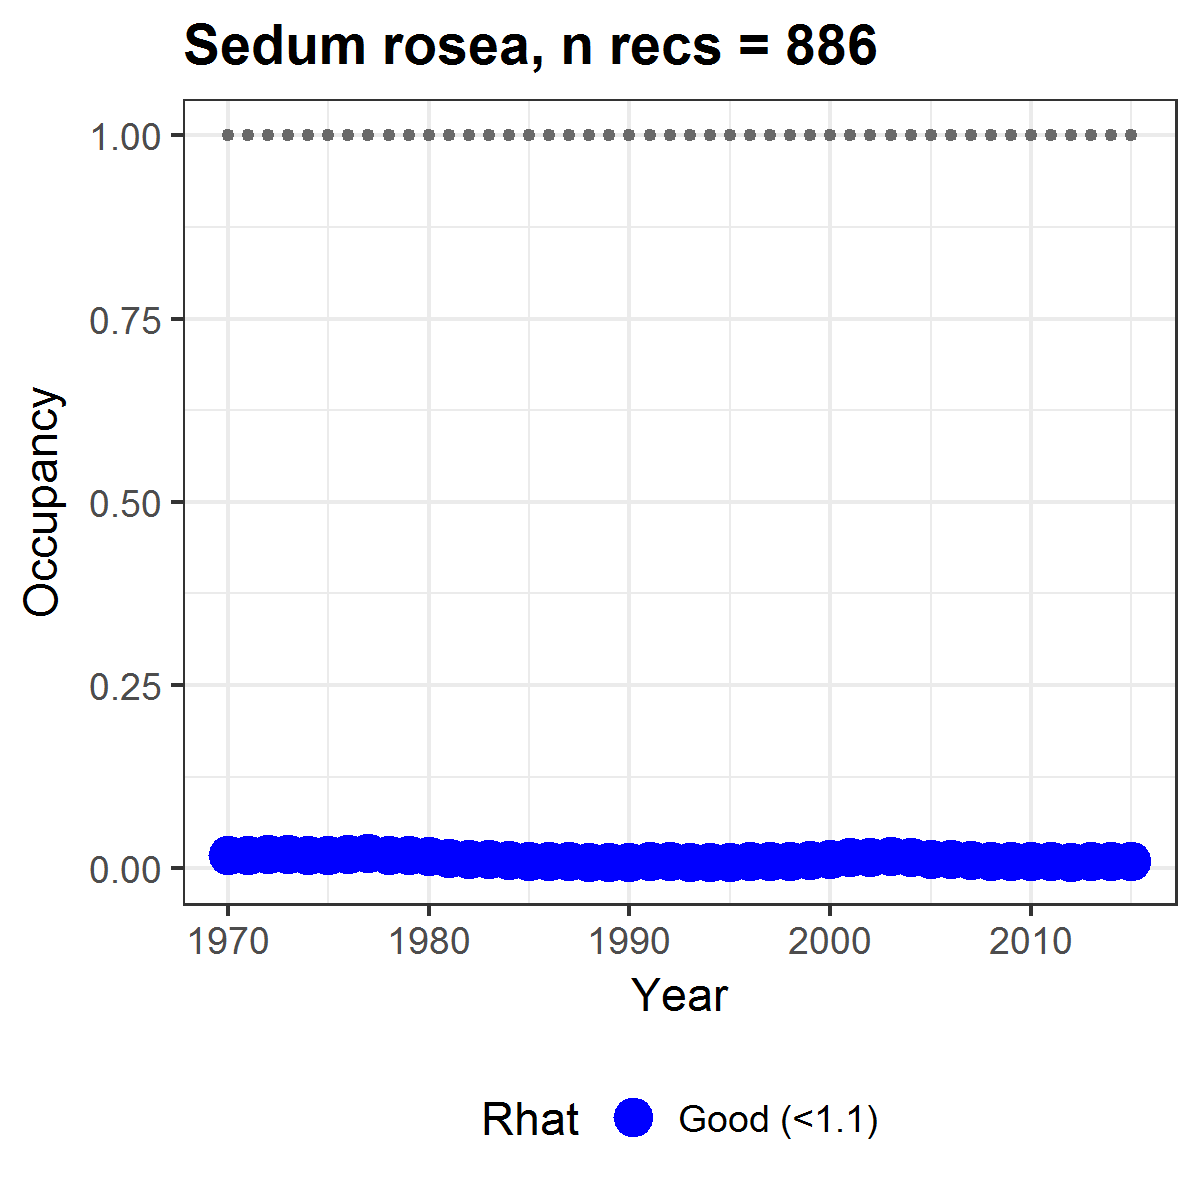 Sedum rosea, n recs = 886
1.00
0.75
0.50
0.25
0.00
Occupancy
1970 1980 1990 2000 2010
Year
Rhat Good (<1.1)